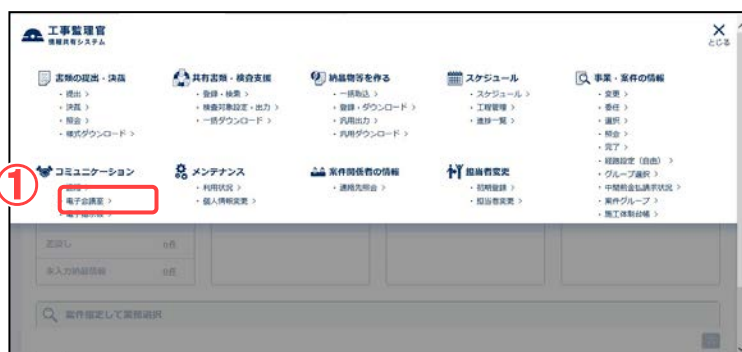 工事監理官
情報共有システム
とじる
書類の提出・決裁
・提出 >
・決裁 >
・照会 >
・様式ダウンロード >
共有書類・検査支援
・登録・検索 >
・検査対象設定・出力 >
・一括ダウンロード >
納品物等を作る
・一括取込 >
・登録・ダウンロード >
・汎用出力 >
・汎用ダウンロード >
スケジュール
・スケジュール >
・工程管理 >
・進捗一覧 >
事業・案件の情報
・変更 >
・委任 >
・選択 >
・照会 >
・完了 >
・経路設定（自由） >
・グループ選択 >
・中間前金払請求状況 >
・案件グループ >
・施工体制台帳 >
①
コミュニケーション
・電子会議室 >
メンテナンス
・利用状況 >
・個人情報変更 >
案件関係者の情報
・連絡先照会 >
担当者変更
・初期登録 >
・担当者変更 >
差戻し
0件
未入力納品情報
0件
案件指定して業務選択